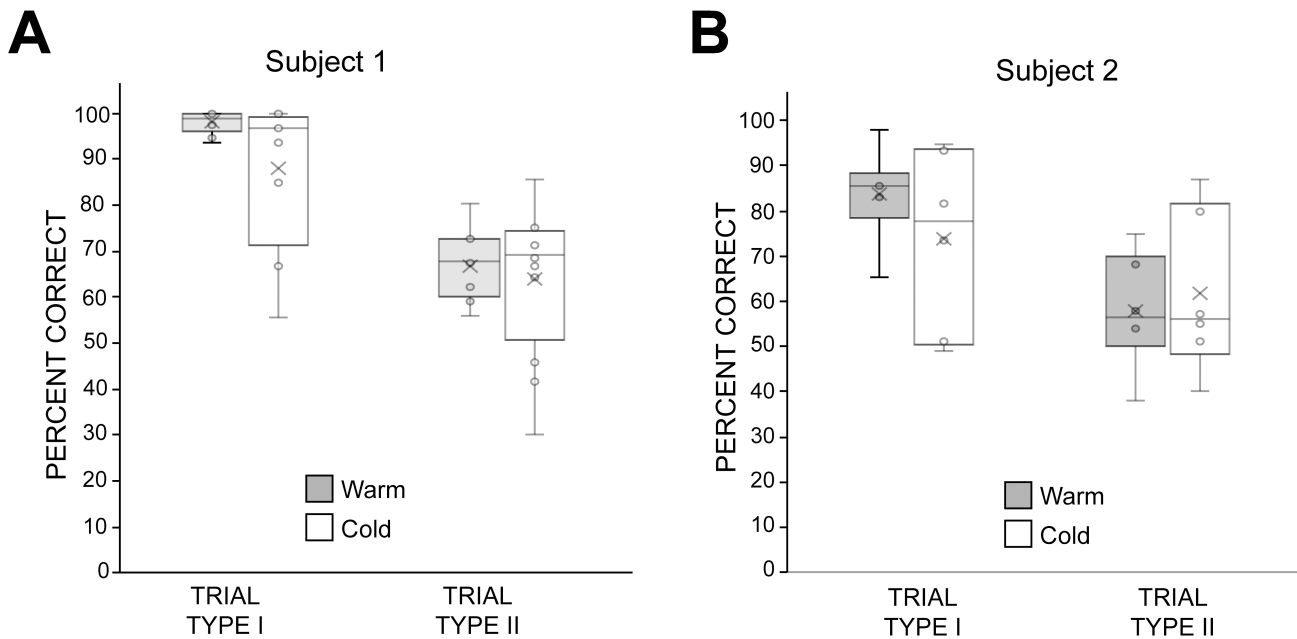 A
Subject 1
PERCENT CORRECT
100
90
80
70
60
50
40
30
20
10
0
Warm
Cold
TRIAL
TYPE I
TRIAL
TYPE II
B
Subject 2
PERCENT CORRECT
100
90
80
70
60
50
40
30
20
10
0
Warm
Cold
TRIAL
TYPE I
TRIAL
TYPE II